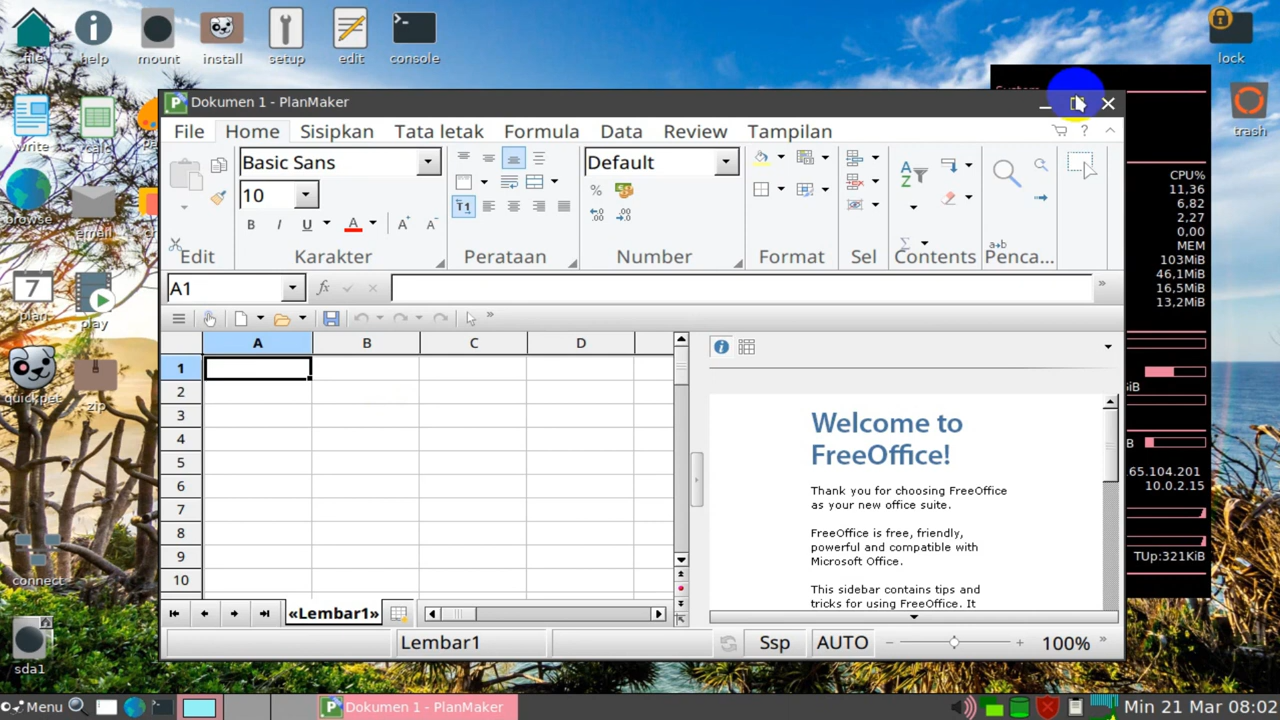 file help mount install setup edit console lock
System
Dokumen 1 - PlanMaker
File Home Sisipkan Tata letak Formula Data Review Tampilan
trash
write calc
Basic Sans Default
10
Edit Karakter Perataan Number Format Sel Contents Penca...
browse email
A1
plan play
A B C D
1
2
3
4
5
6
7
8
9
10
quickpet zip
connect
sda1
Welcome to
FreeOffice!
Thank you for choosing FreeOffice
as your new office suite.
FreeOffice is free, friendly,
powerful and compatible with
Microsoft Office.
This sidebar contains tips and
tricks for using FreeOffice. It
CPU%
11,36
6,82
2,27
0,00
MEM
103MiB
46,1MiB
16,5MiB
13,2MiB
iB
B
65.104.201
10.0.2.15
TUp:321KiB
«Lembar1»
Lembar1 Ssp AUTO 100%
Menu Dokumen 1 - PlanMaker Min 21 Mar 08:02